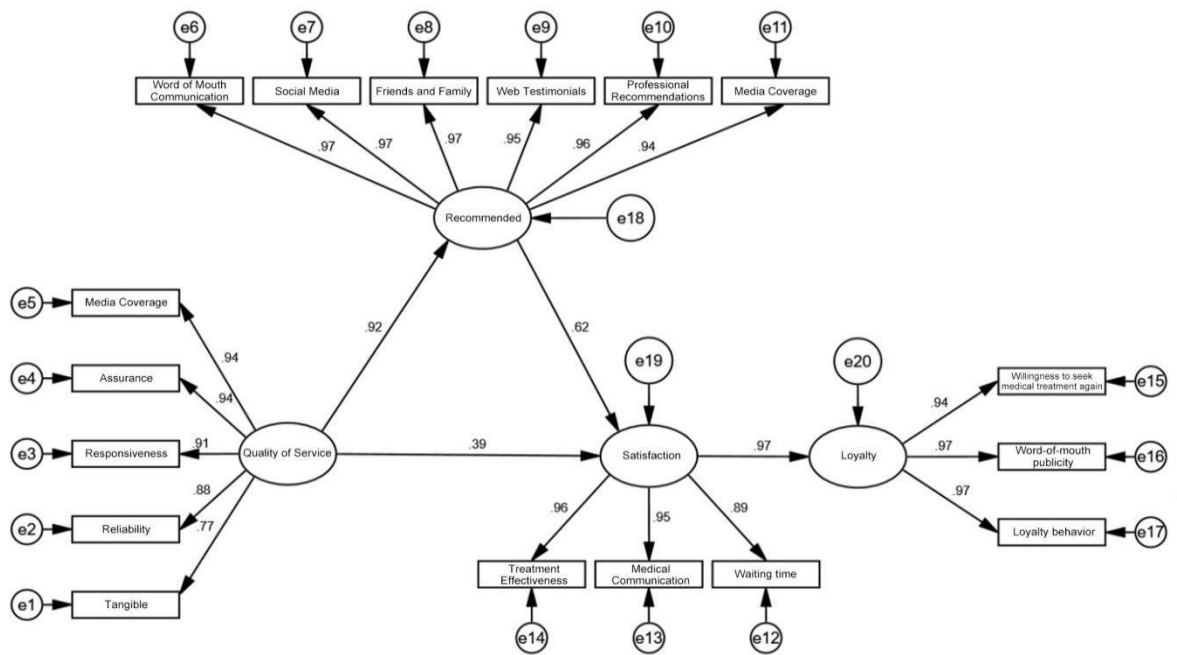 e6
e7
e8
e9
e10
e11
Word of Mouth
Communication
Social Media
Friends and Family
Web Testimonials
Professional
Recommendations
Media Coverage
.97
.97
.97
.95
.96
.94
Recommended
e18
e5
Media Coverage
.92
.62
.94
e19
e20
e4
Assurance
.94
Willingness to seek
medical treatment again
e15
.94
e3
Responsiveness
.91
Quality of Service
.39
Satisfaction
.97
Loyalty
.97
Word-of-mouth
publicity
e16
.88
.97
e2
Reliability
.77
.96
.95
.89
Loyalty behavior
e17
Treatment
Effectiveness
Medical
Communication
Waiting time
e1
Tangible
e14
e13
e12